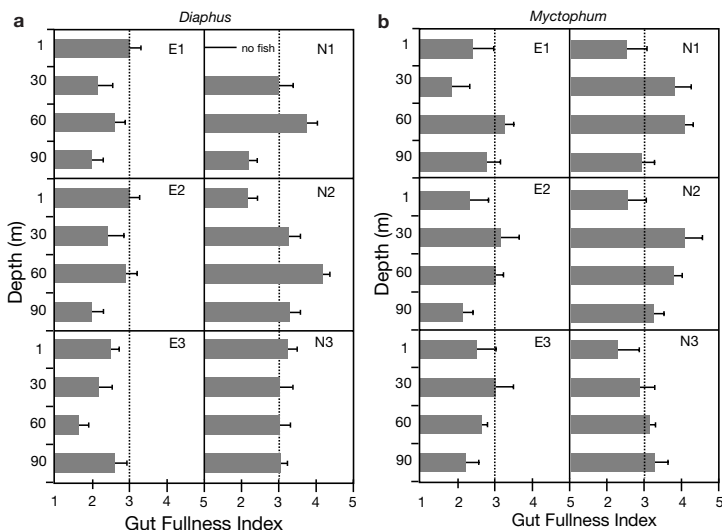 a
Diaphus
b
Myctophum
Depth (m)
1
30
60
90
E1
no fish
N1
1
30
60
90
E2
N2
1
30
60
90
E3
N3
1 2 3 4 5 2 3 4 5
Gut Fullness Index
Depth (m)
1
30
60
90
E1
N1
1
30
60
90
E2
N2
1
30
60
90
E3
N3
1 2 3 4 5 2 3 4 5
Gut Fullness Index